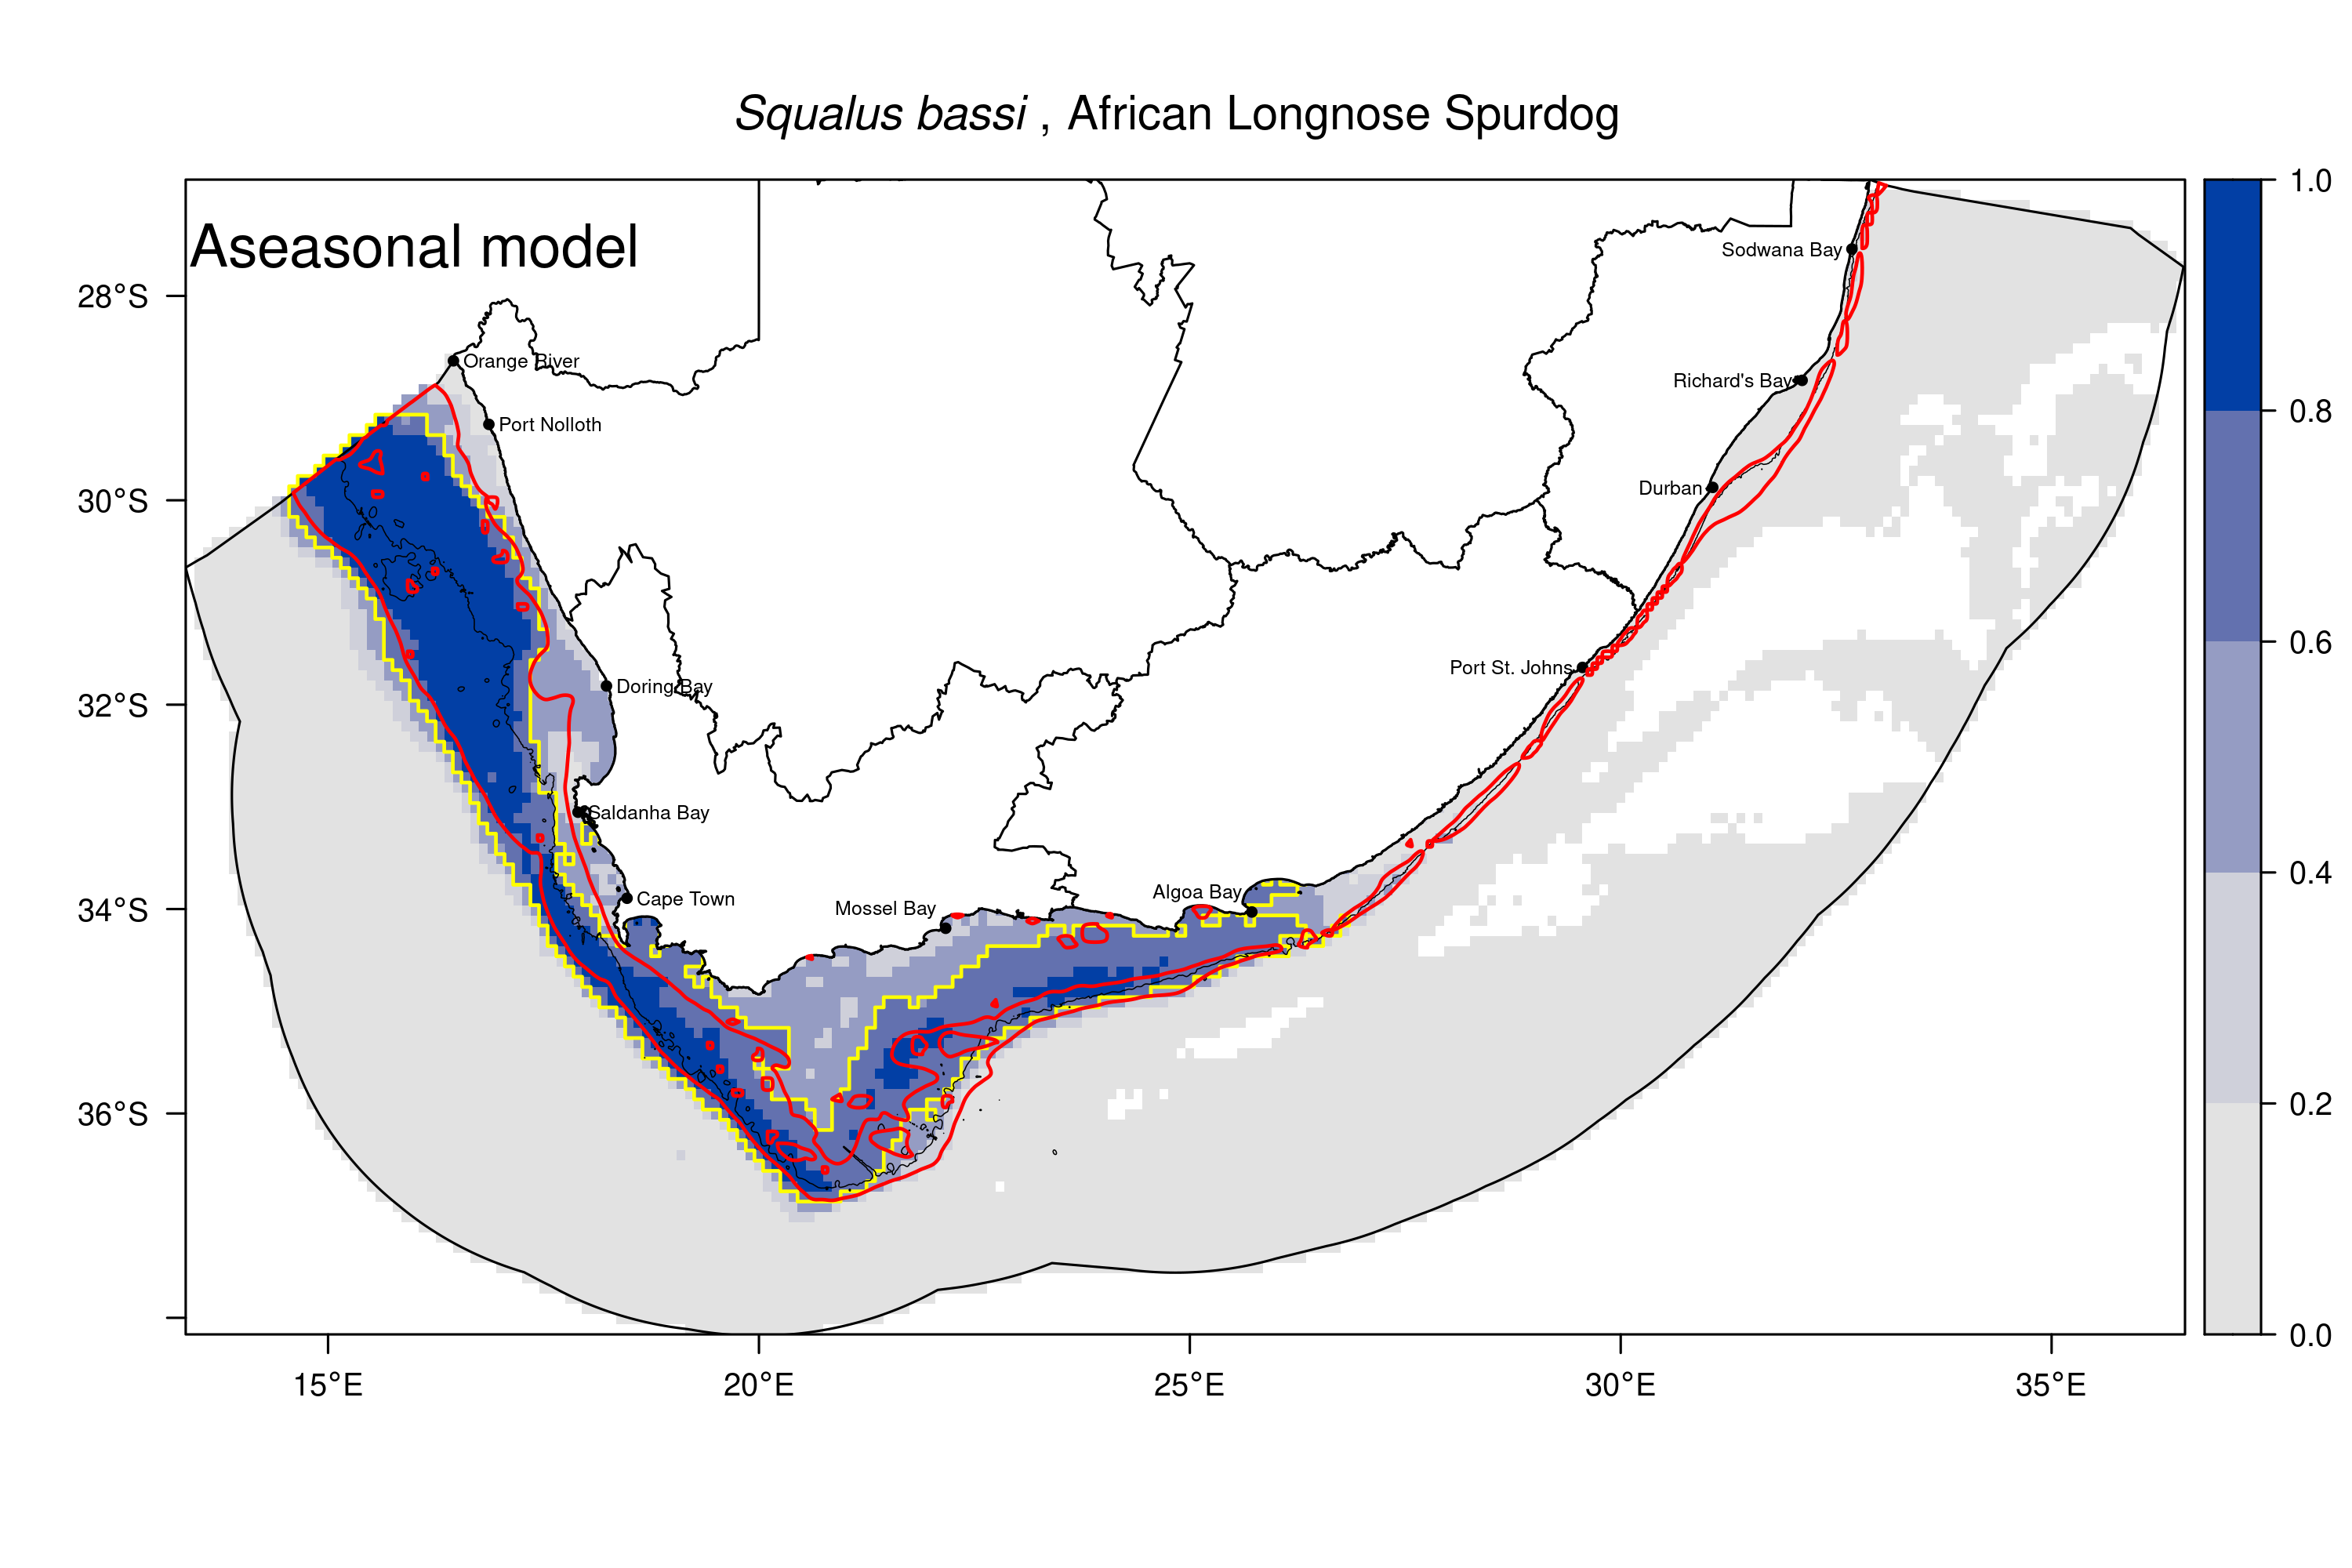 Squalus bassi , African Longnose Spurdog
Aseasonal model
28°S
30°S
32°S
34°S
36°S
15°E
20°E
25°E
30°E
35°E
1.0
0.8
0.6
0.4
0.2
0.0
Orange River
Port Nolloth
Doring Bay
Saldanha Bay
Cape Town
Mossel Bay
Algoa Bay
Port St. Johns
Durban
Richard's Bay
Sodwana Bay